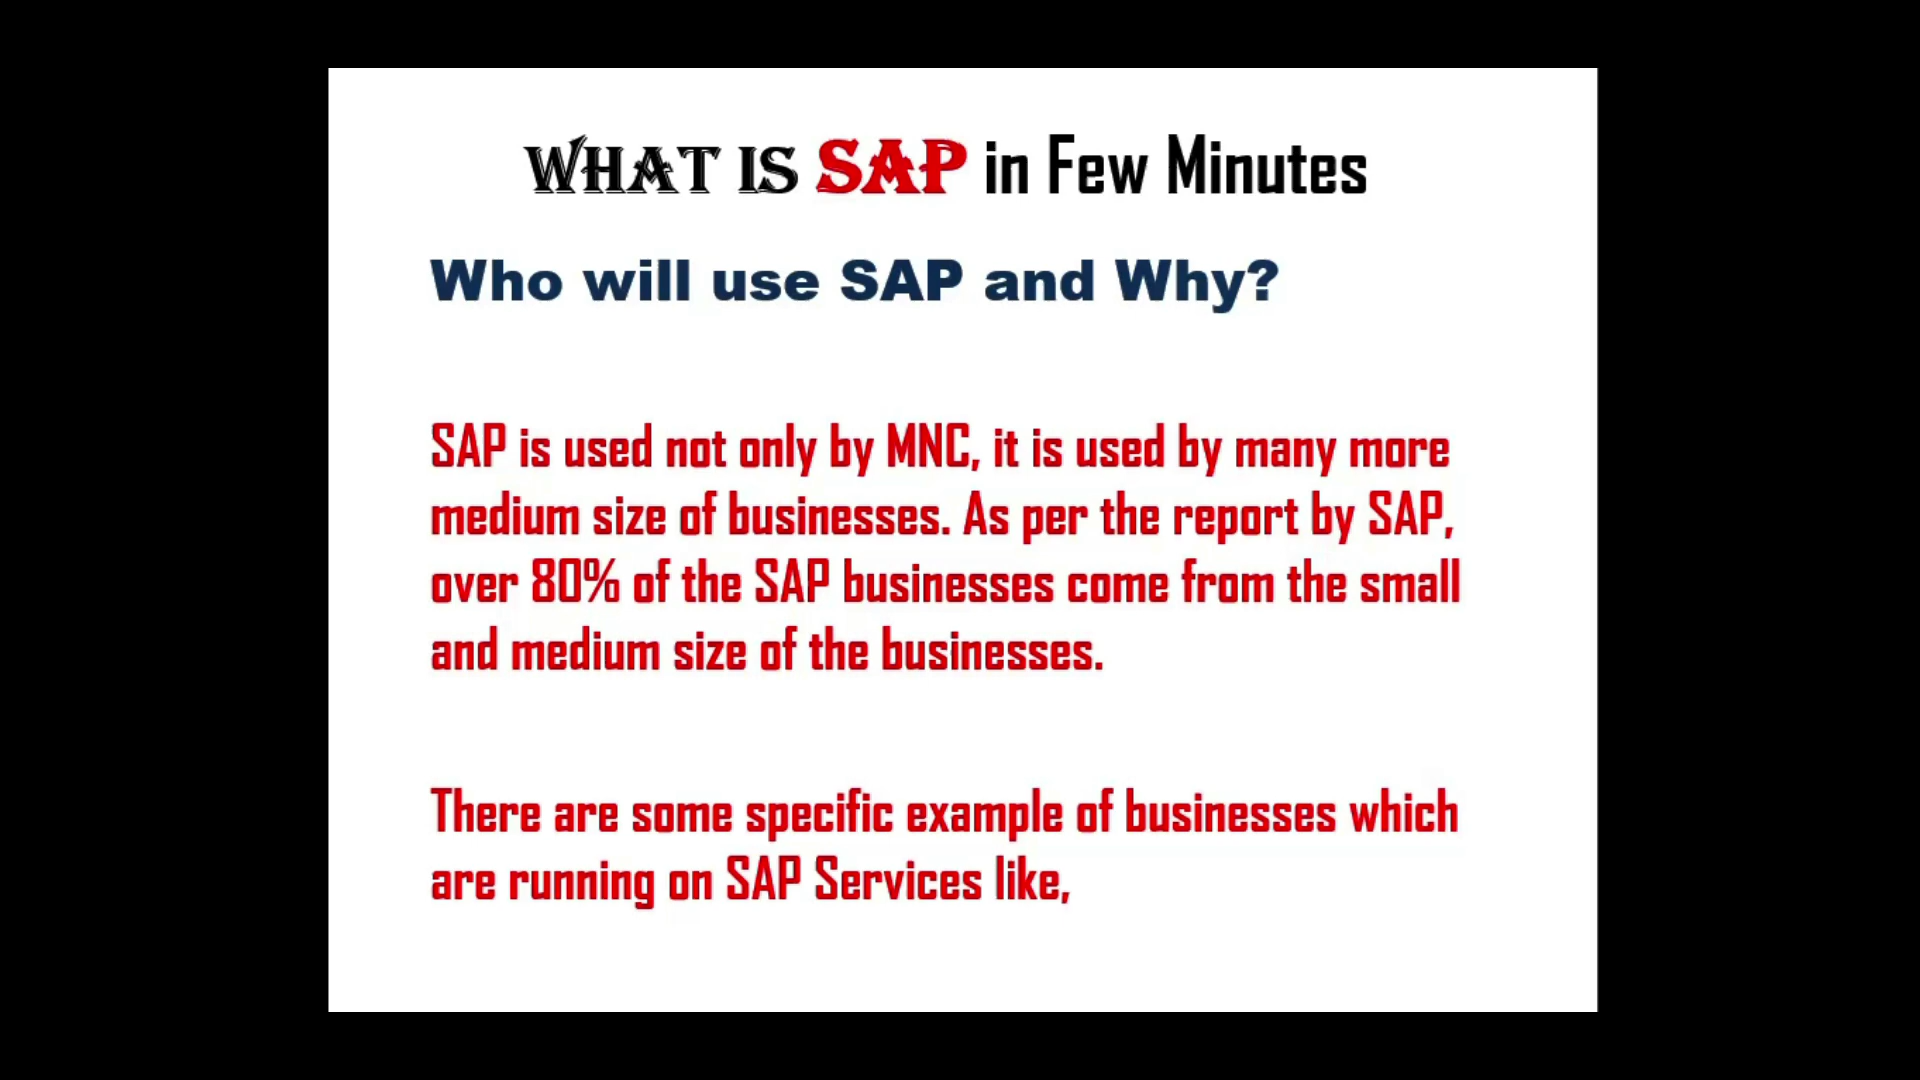 WHAT IS SAP in Few Minutes
Who will use SAP and Why?
SAP is used not only by MNC, it is used by many more
medium size of businesses. As per the report by SAP,
over 80% of the SAP businesses come from the small
and medium size of the businesses.
There are some specific example of businesses which
are running on SAP Services like,